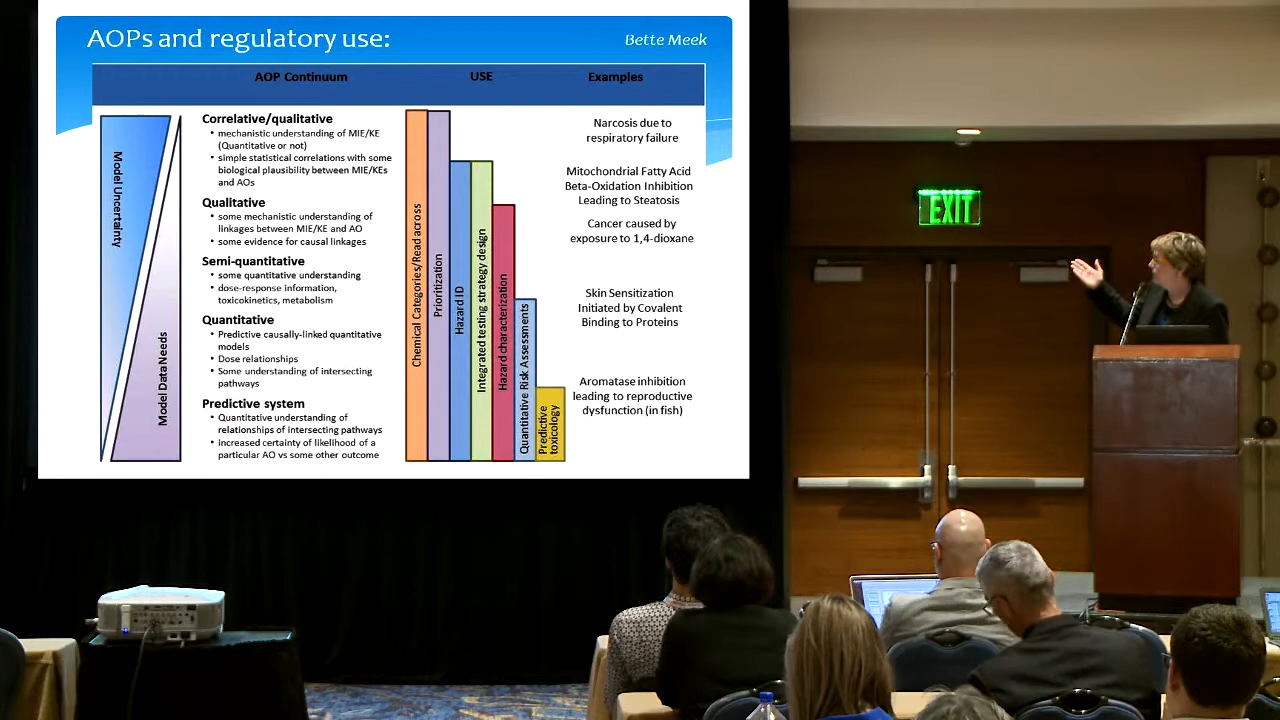 AOPs and regulatory use:
Bette Meek
AOP Continuum
USE
Examples
Model Uncertainty
Model Data Needs
Correlative/qualitative
• mechanistic understanding of MIE/KE
(Quantitative or not)
• simple statistical correlations with some
biological plausibility between MIE/KEs
and AOs
Qualitative
• some mechanistic understanding of
linkages between MIE/KE and AO
• some evidence for causal linkages
Semi-quantitative
• some quantitative understanding
• dose-response information,
toxicokinetics, metabolism
Quantitative
• Predictive causally-linked quantitative
models
• Dose relationships
• Some understanding of intersecting
pathways
Predictive system
• Quantitative understanding of
relationships of intersecting pathways
• increased certainty of likelihood of a
particular AO vs some other outcome
Chemical Categories/Read across
Prioritization
Hazard ID
Integrated testing strategy/design
Hazard characterization
Quantitative Risk Assessments
Predictive
toxicology
Narcosis due to
respiratory failure
Mitochondrial Fatty Acid
Beta-Oxidation Inhibition
Leading to Steatosis
Cancer caused by
exposure to 1,4-dioxane
Skin Sensitization
Initiated by Covalent
Binding to Proteins
Aromatase inhibition
leading to reproductive
dysfunction (in fish)
EXIT